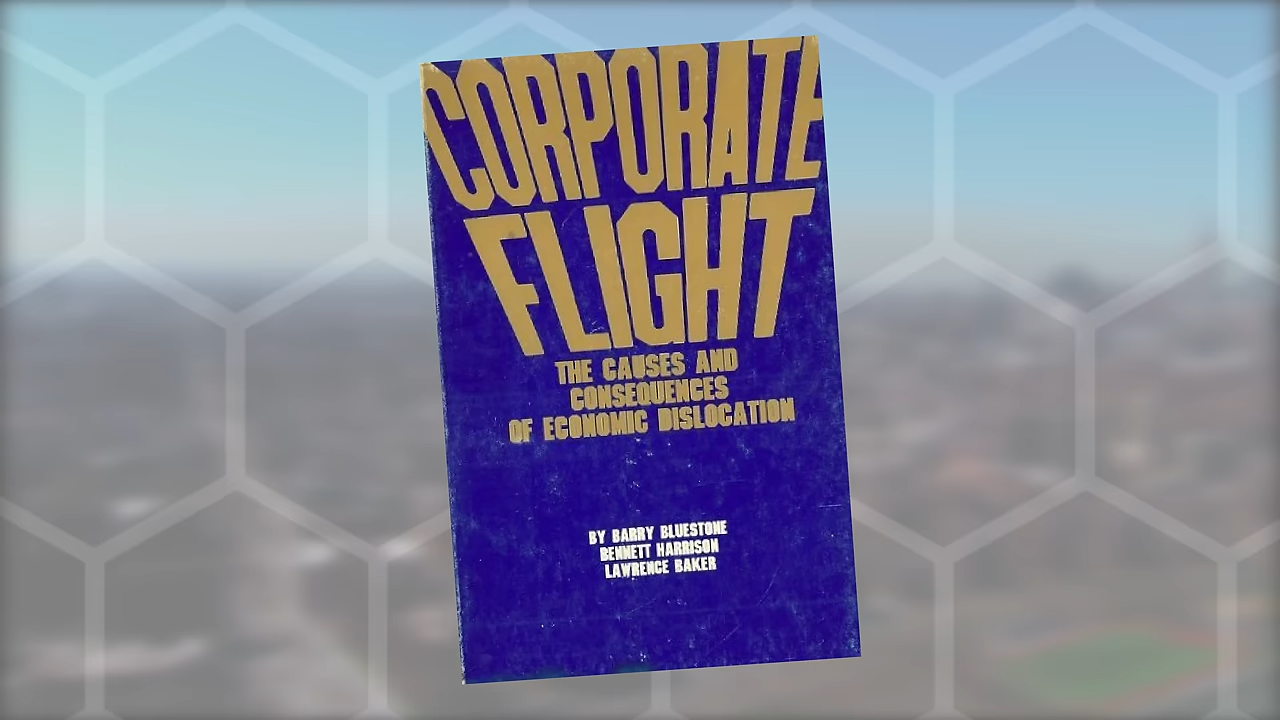 CORPORATE
FLIGHT
THE CAUSES AND
CONSEQUENCES
OF ECONOMIC DISLOCATION
BY BARRY BLUESTONE
BENNETT HARRISON
LAWRENCE BAKER